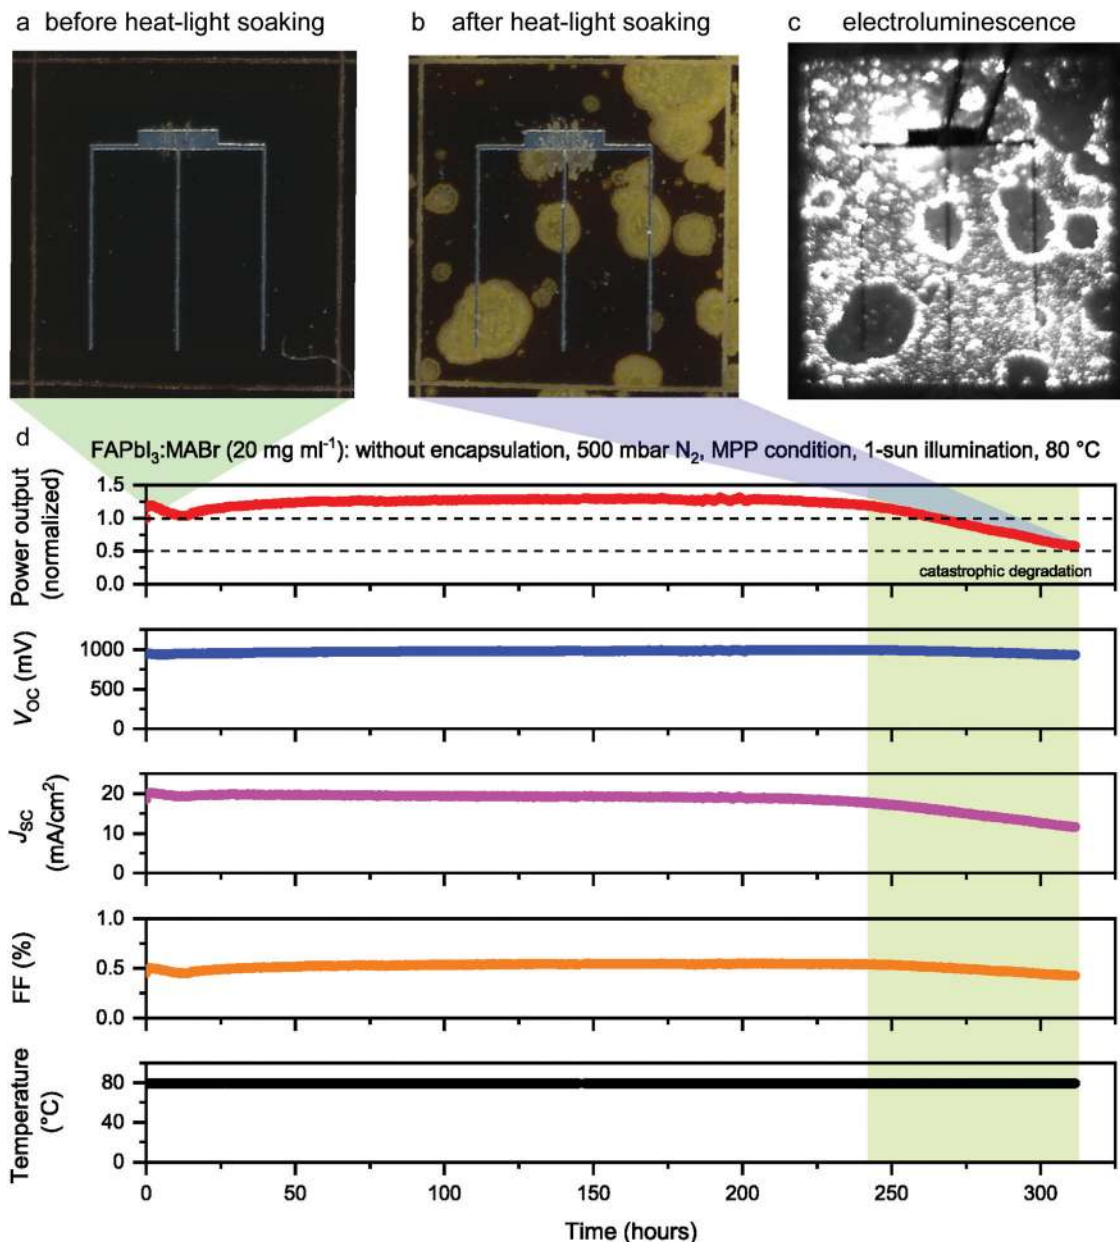 a before heat-light soaking
b after heat-light soaking
c electroluminescence
d
FAPbI₃:MABr (20 mg ml⁻¹): without encapsulation, 500 mbar N₂, MPP condition, 1-sun illumination, 80 °C
Power output
(normalized)
1.5
1.0
0.5
0.0
catastrophic degradation
V_OC (mV)
1000
500
0
J_SC
(mA/cm²)
20
10
0
FF (%)
1.0
0.5
0.0
Temperature
(°C)
80
40
0
0 50 100 150 200 250 300
Time (hours)